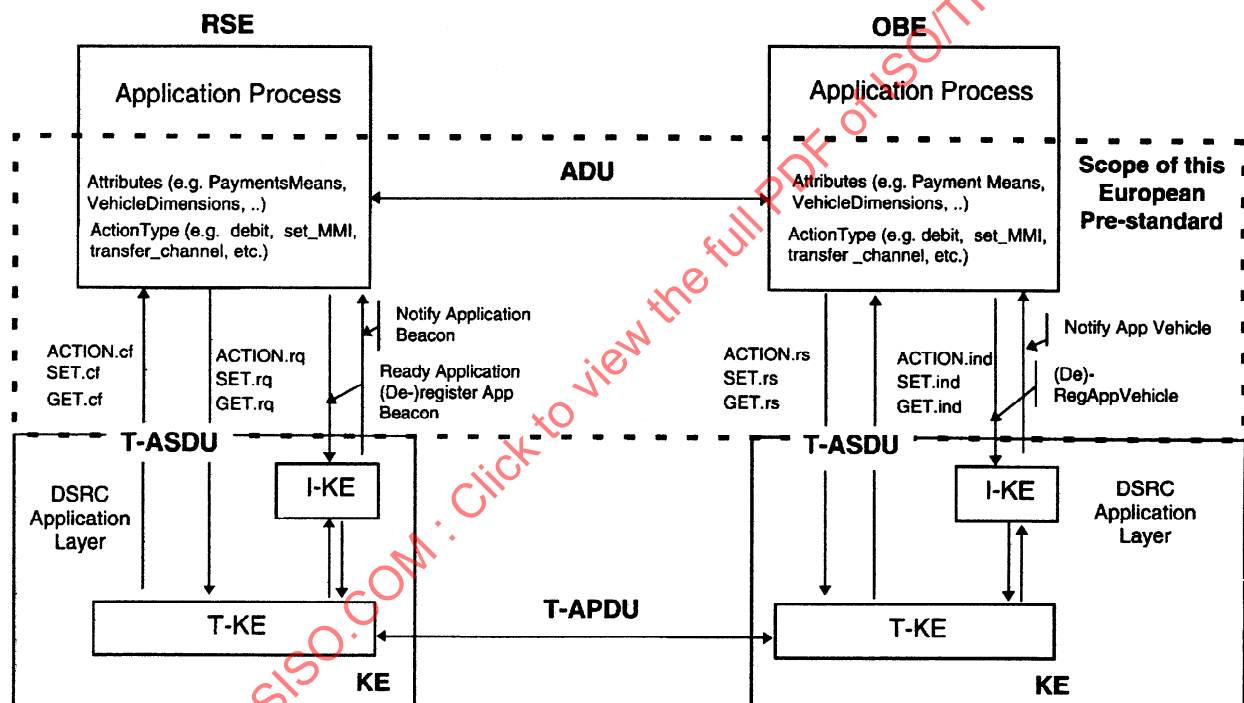 RSE
OBE
Application Process
Application Process
ADU
Scope of this
European
Pre-standard
Attributes (e.g. PaymentsMeans,
VehicleDimensions, ..)
ActionType (e.g. debit, set_MMI,
transfer_channel, etc.)
Attributes (e.g. Payment Means,
VehicleDimensions, ..)
ActionType (e.g. debit, set_MMI,
transfer _channel, etc.)
ACTION.cf
SET.cf
GET.cf
ACTION.rq
SET.rq
GET.rq
Notify Application
Beacon
Ready Application
(De-)register App
Beacon
ACTION.rs
SET.rs
GET.rs
ACTION.ind
SET.ind
GET.ind
Notify App Vehicle
(De)-
RegAppVehicle
T-ASDU
T-ASDU
DSRC
Application
Layer
I-KE
I-KE
DSRC
Application
Layer
T-KE
T-APDU
T-KE
KE
KE
SISO.COM : Click to view the full PDF of ISO/T